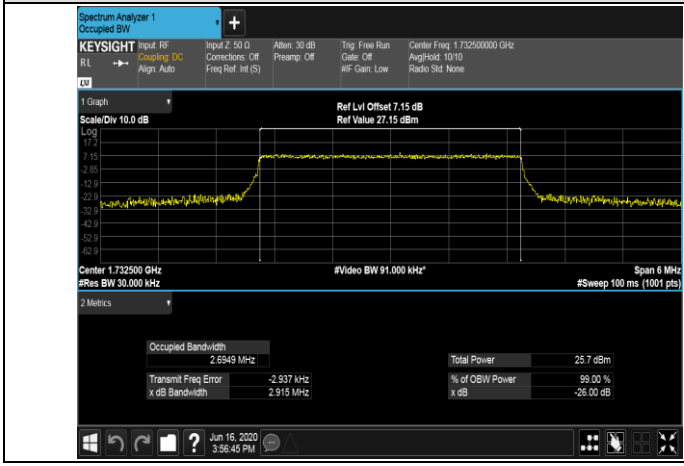 Spectrum Analyzer 1
Occupied BW
+
KEYSIGHT Input: RF Input Z: 50 Ω Atten: 30 dB Trig: Free Run Center Freq: 1.732500000 GHz
RL Coupling: DC Corrections: Off Preamp: Off Gate: Off Avg|Hold: 10/10
Align: Auto Freq Ref: Int (S) #IF Gain: Low Radio Std: None
LXI
1 Graph
Ref Lvl Offset 7.15 dB
Scale/Div 10.0 dB Ref Value 27.15 dBm
Log
17.2
7.15
-2.85
-12.9
-22.9
-32.9
-42.9
-52.9
-62.9
Center 1.732500 GHz #Video BW 91.000 kHz* Span 6 MHz
#Res BW 30.000 kHz #Sweep 100 ms (1001 pts)
2 Metrics
Occupied Bandwidth
2.6949 MHz Total Power 25.7 dBm
Transmit Freq Error -2.937 kHz % of OBW Power 99.00 %
x dB Bandwidth 2.915 MHz x dB -26.00 dB
? Jun 16, 2020
3:56:45 PM